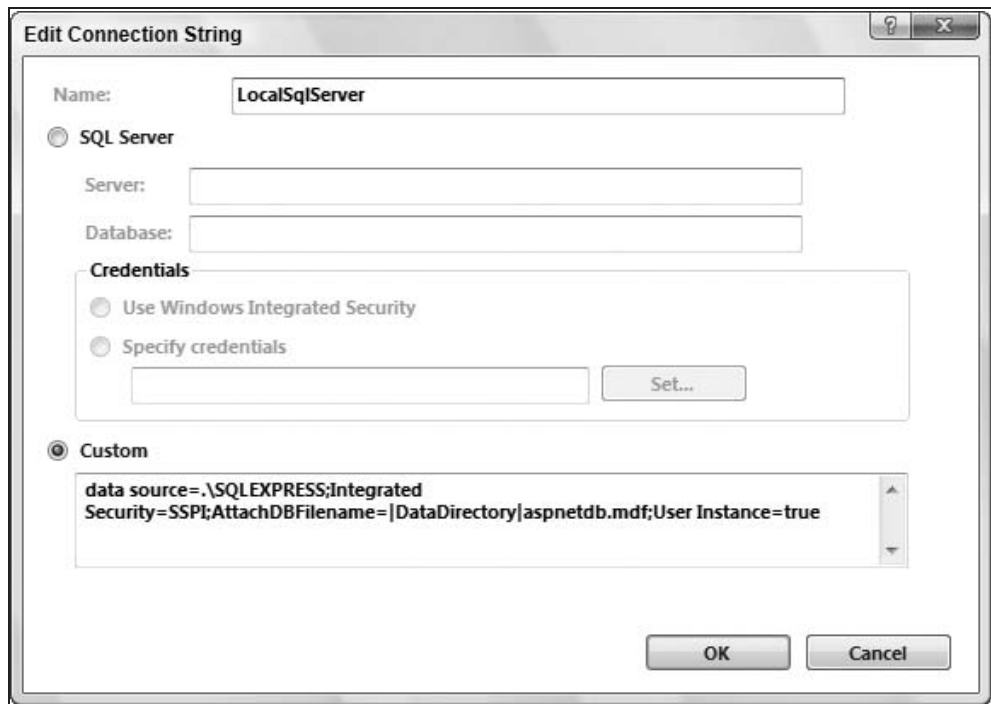 Edit Connection String
?
Name:
LocalSqlServer
SQL Server
Server:
Database:
Credentials
Use Windows Integrated Security
Specify credentials
Set...
Custom
data source=.\SQLEXPRESS;Integrated
Security=SSPI;AttachDBFilename=|DataDirectory|aspnetdb.mdf;User Instance=true
OK
Cancel